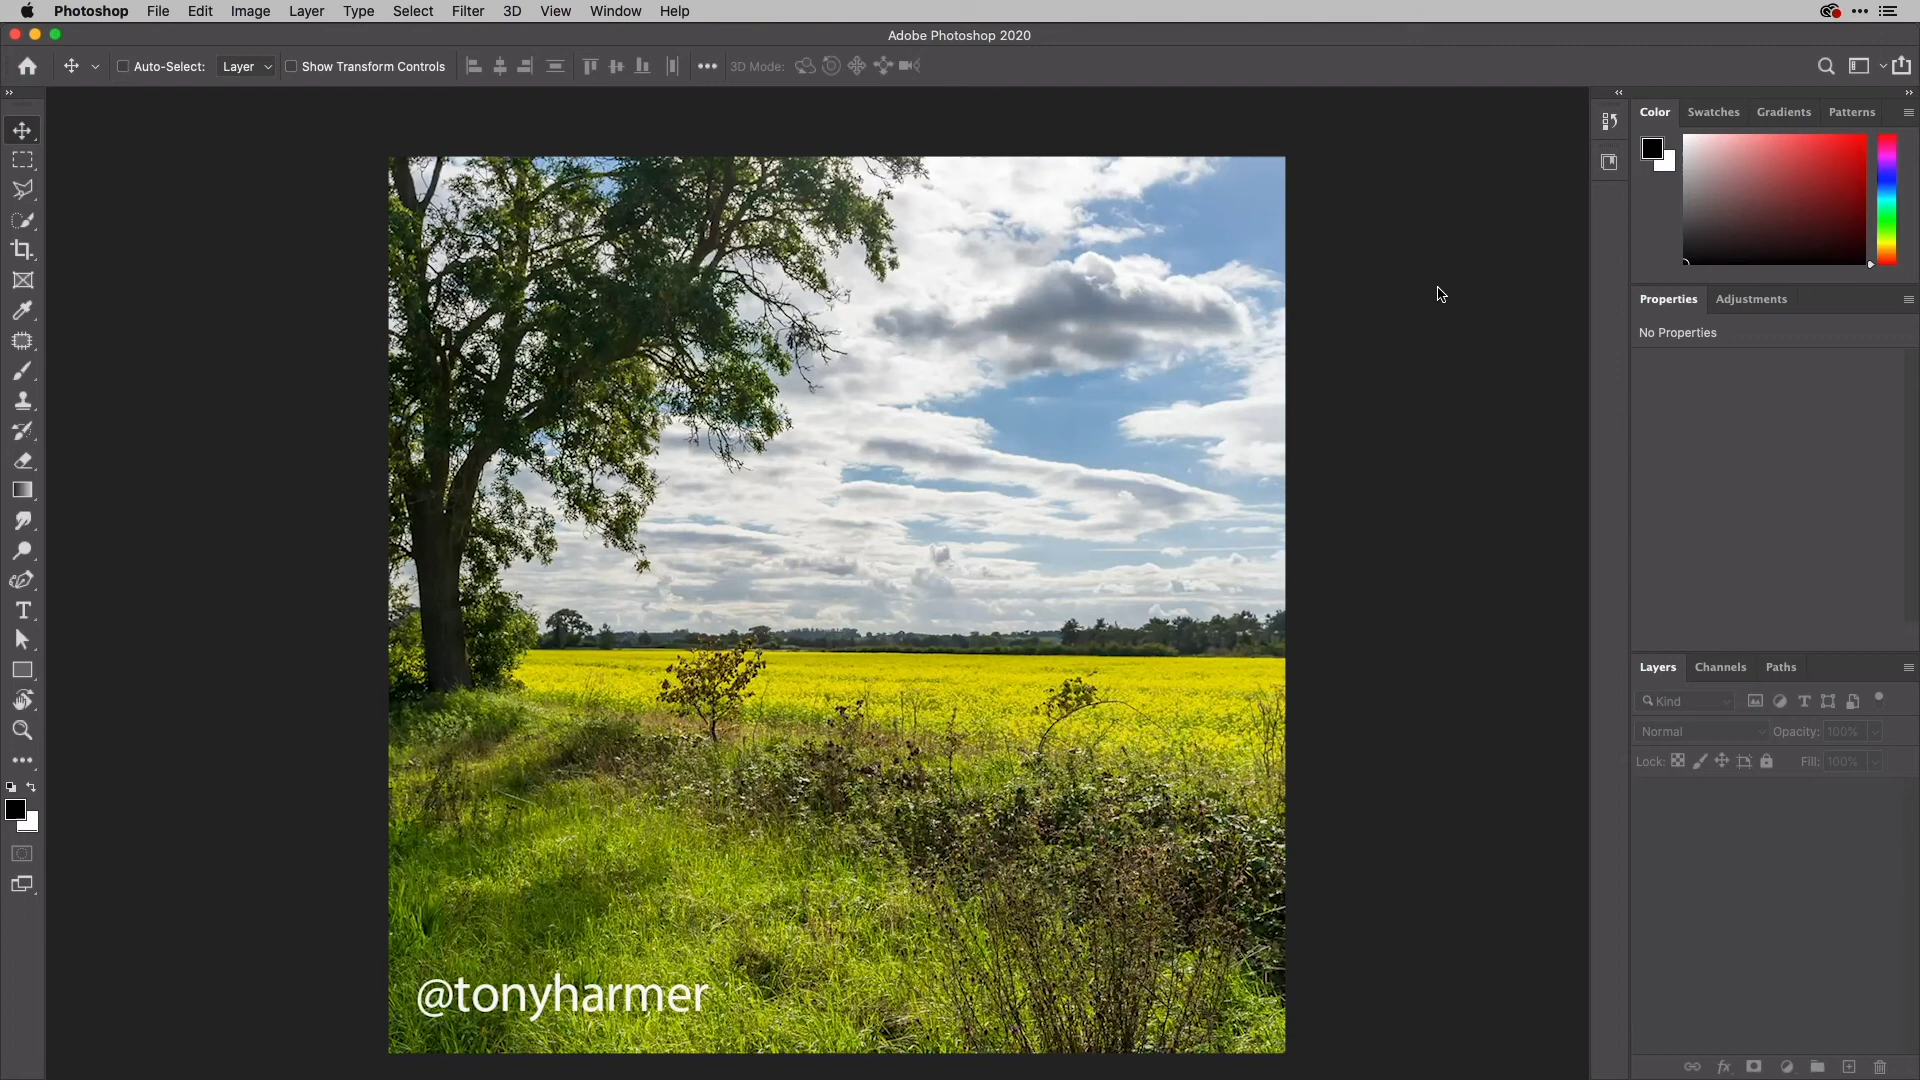 Photoshop File Edit Image Layer Type Select Filter 3D View Window Help
Adobe Photoshop 2020
Auto-Select: Layer Show Transform Controls 3D Mode:
Color Swatches Gradients Patterns
Properties Adjustments
No Properties
Layers Channels Paths
Kind
Normal Opacity: 100%
Lock: Fill: 100%
@tonyharmer